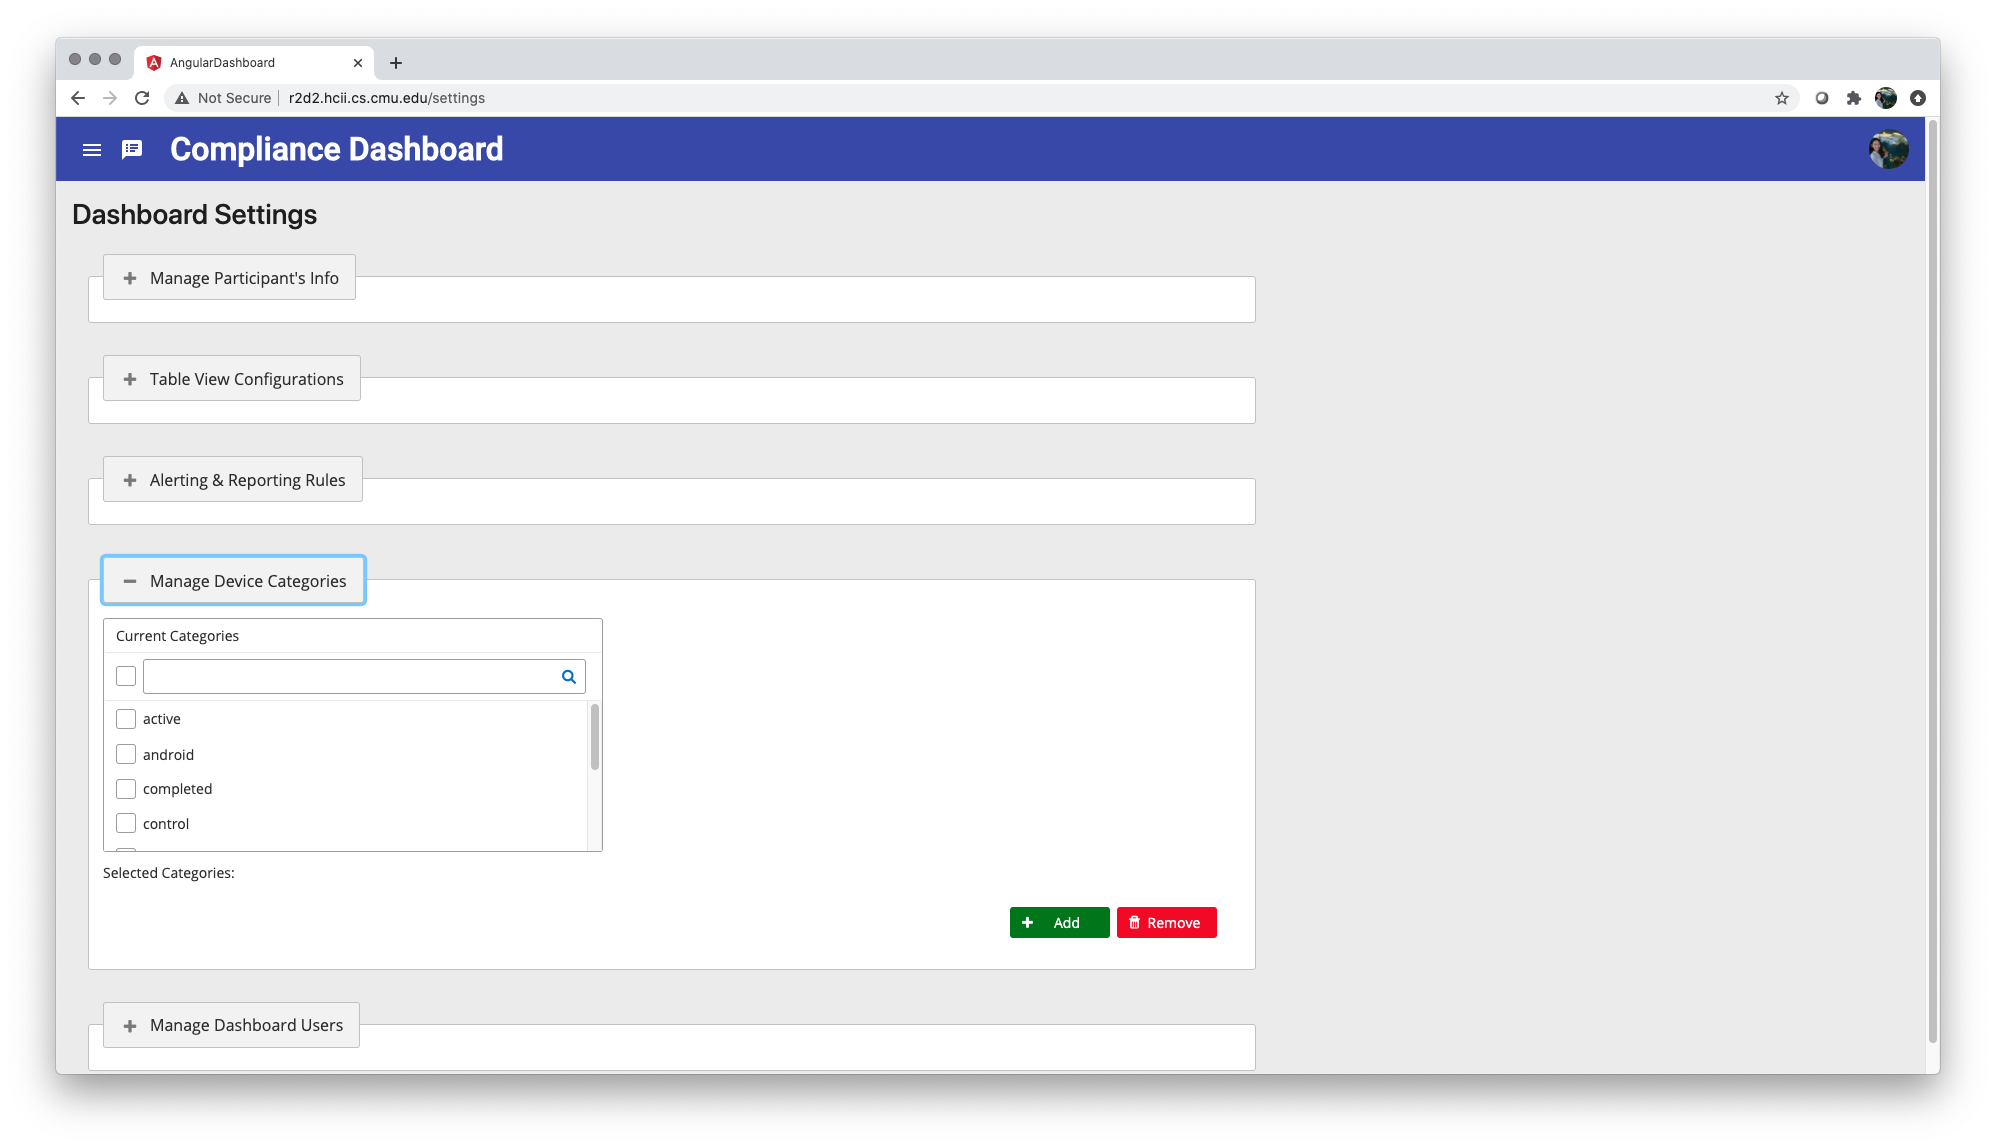 AngularDashboard
Not Secure r2d2.hcii.cs.cmu.edu/settings
Compliance Dashboard
Dashboard Settings
Manage Participant's Info
Table View Configurations
Alerting & Reporting Rules
Manage Device Categories
Current Categories
active
android
completed
control
Selected Categories:
Add Remove
Manage Dashboard Users